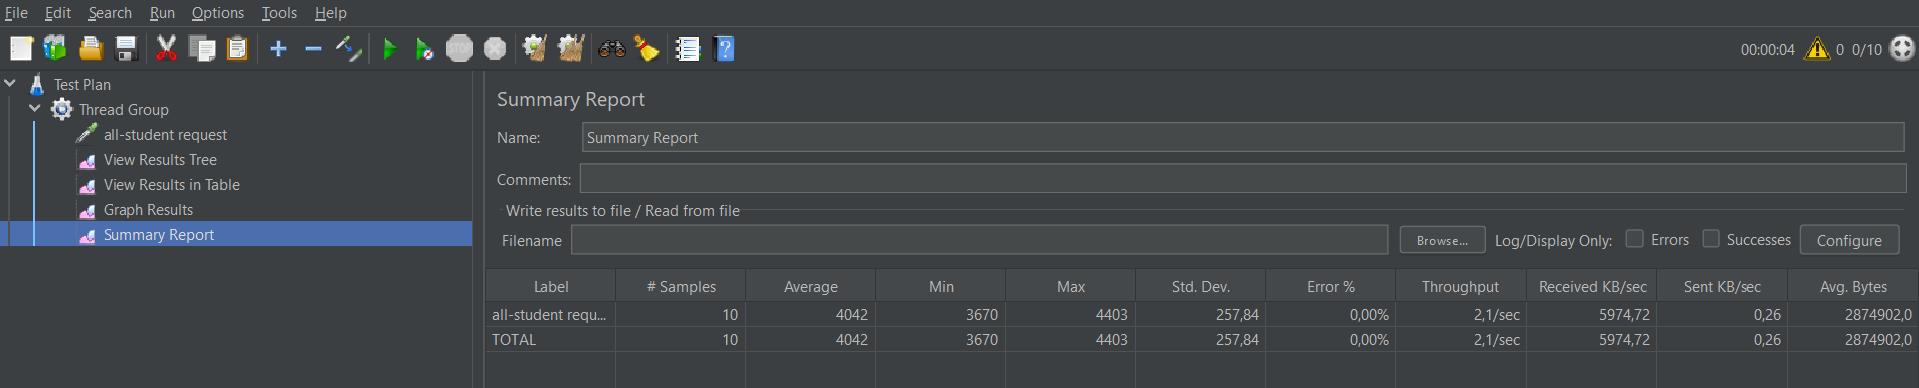 File Edit Search Run Options Tools Help
STOP ? 00:00:04 0 0/10
Test Plan
Thread Group
all-student request
View Results Tree
View Results in Table
Graph Results
Summary Report
Summary Report
Name: Summary Report
Comments:
Write results to file / Read from file
Filename Browse... Log/Display Only: Errors Successes Configure
Label # Samples Average Min Max Std. Dev. Error % Throughput Received KB/sec Sent KB/sec Avg. Bytes
all-student requ... 10 4042 3670 4403 257,84 0,00% 2,1/sec 5974,72 0,26 2874902,0
TOTAL 10 4042 3670 4403 257,84 0,00% 2,1/sec 5974,72 0,26 2874902,0